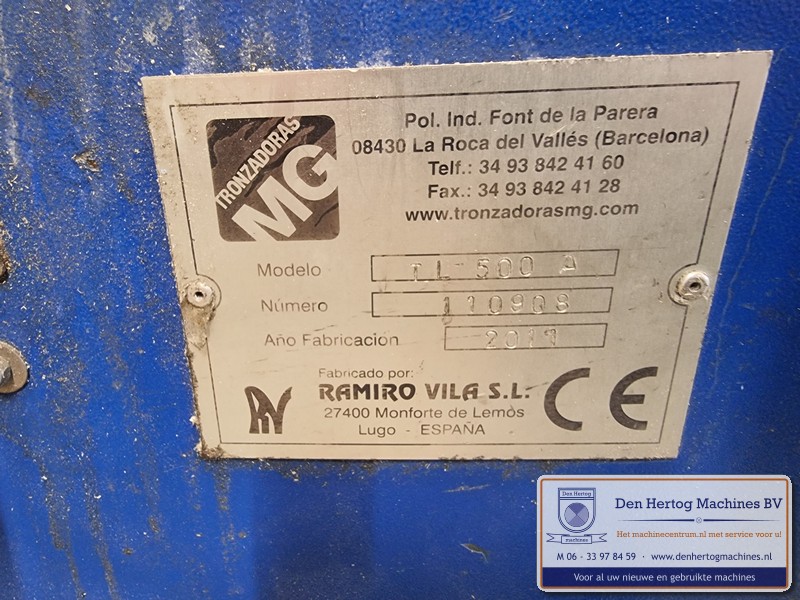 TRONZADORAS
MG
Pol. Ind. Font de la Parera
08430 La Roca del Vallés (Barcelona)
Telf.: 34 93 842 41 60
Fax.: 34 93 842 41 28
www.tronzadorasmg.com
Modelo TL 500 A
Número 110908
Año Fabricacion 2011
Fabricado por:
RAMIRO VILA S.L.
27400 Monforte de Lemos
Lugo - ESPAÑA
CE
Den Hertog
machines
Den Hertog Machines BV
Het machinecentrum.nl met service voor u!
M 06 - 33 97 84 59 · www.denhertogmachines.nl
Voor al uw nieuwe en gebruikte machines